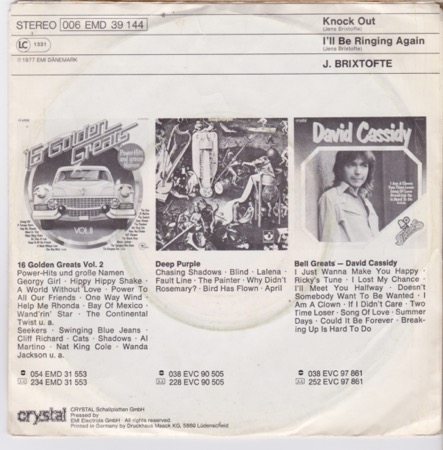 STEREO 006 EMD 39 144
LC 1331
℗ 1977 EMI DÄNEMARK
Knock Out
(Jens Brixtofte)
I'll Be Ringing Again
(Jens Brixtofte)
J. BRIXTOFTE
16 Golden Greats
Power-Hits
VOL. II
David Cassidy
16 Golden Greats Vol. 2
Power-Hits und große Namen
Georgy Girl · Hippy Hippy Shake ·
A World Without Love · Power To
All Our Friends · One Way Wind ·
Help Me Rhonda · Bay Of Mexico ·
Wand'rin' Star · The Continental
Twist u. a.
Seekers · Swinging Blue Jeans ·
Cliff Richard · Cats · Shadows · Al
Martino · Nat King Cole · Wanda
Jackson u. a.
054 EMD 31 553
234 EMD 31 553
Deep Purple
Chasing Shadows · Blind · Lalena ·
Fault Line · The Painter · Why Didn't
Rosemary? · Bird Has Flown · April
038 EVC 90 505
228 EVC 90 505
Bell Greats – David Cassidy
I Just Wanna Make You Happy ·
Ricky's Tune · I Lost My Chance ·
I'll Meet You Halfway · Doesn't
Somebody Want To Be Wanted · I
Am A Clown · If I Didn't Care · Two
Time Loser · Song Of Love · Summer
Days · Could It Be Forever · Break-
ing Up Is Hard To Do
038 EVC 97 861
252 EVC 97 861
crystal
CRYSTAL Schallplatten GmbH
Pressed by
EMI Electrola GmbH · All rights reserved.
Printed in Germany by Druckhaus Maack KG, 5880 Lüdenscheid